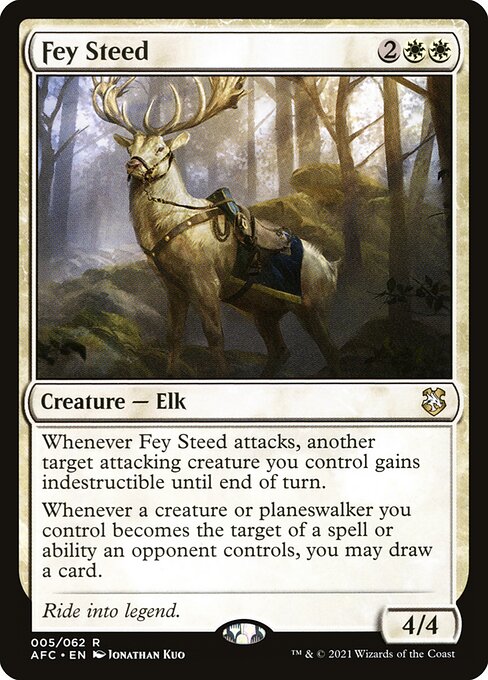 Fey Steed 2
Creature — Elk
Whenever Fey Steed attacks, another
target attacking creature you control gains
indestructible until end of turn.
Whenever a creature or planeswalker you
control becomes the target of a spell or
ability an opponent controls, you may draw
a card.
Ride into legend.
4/4
005/062 R
AFC • EN Jonathan Kuo
™ & © 2021 Wizards of the Coast